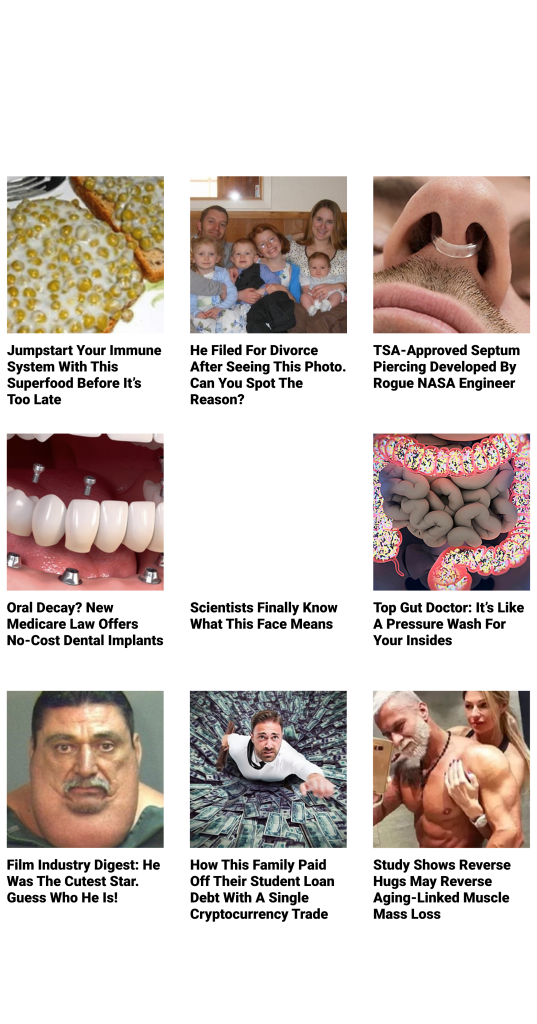 Jumpstart Your Immune
System With This
Superfood Before It’s
Too Late
He Filed For Divorce
After Seeing This Photo.
Can You Spot The
Reason?
TSA-Approved Septum
Piercing Developed By
Rogue NASA Engineer
Oral Decay? New
Medicare Law Offers
No-Cost Dental Implants
Scientists Finally Know
What This Face Means
Top Gut Doctor: It’s Like
A Pressure Wash For
Your Insides
Film Industry Digest: He
Was The Cutest Star.
Guess Who He Is!
How This Family Paid
Off Their Student Loan
Debt With A Single
Cryptocurrency Trade
Study Shows Reverse
Hugs May Reverse
Aging-Linked Muscle
Mass Loss